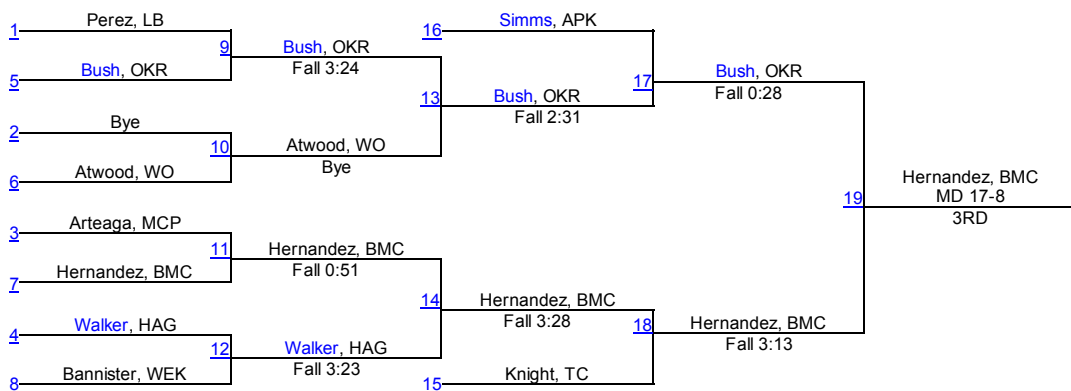 Perez, LB
1
Bush, OKR
5
9
Bush, OKR
Fall 3:24
Bye
2
Atwood, WO
6
10
Atwood, WO
Bye
13
Bush, OKR
Fall 2:31
Simms, APK
16
17
Bush, OKR
Fall 0:28
Arteaga, MCP
3
Hernandez, BMC
7
11
Hernandez, BMC
Fall 0:51
Walker, HAG
4
Bannister, WEK
8
12
Walker, HAG
Fall 3:23
14
Hernandez, BMC
Fall 3:28
Knight, TC
15
18
Hernandez, BMC
Fall 3:13
19
Hernandez, BMC
MD 17-8
3RD